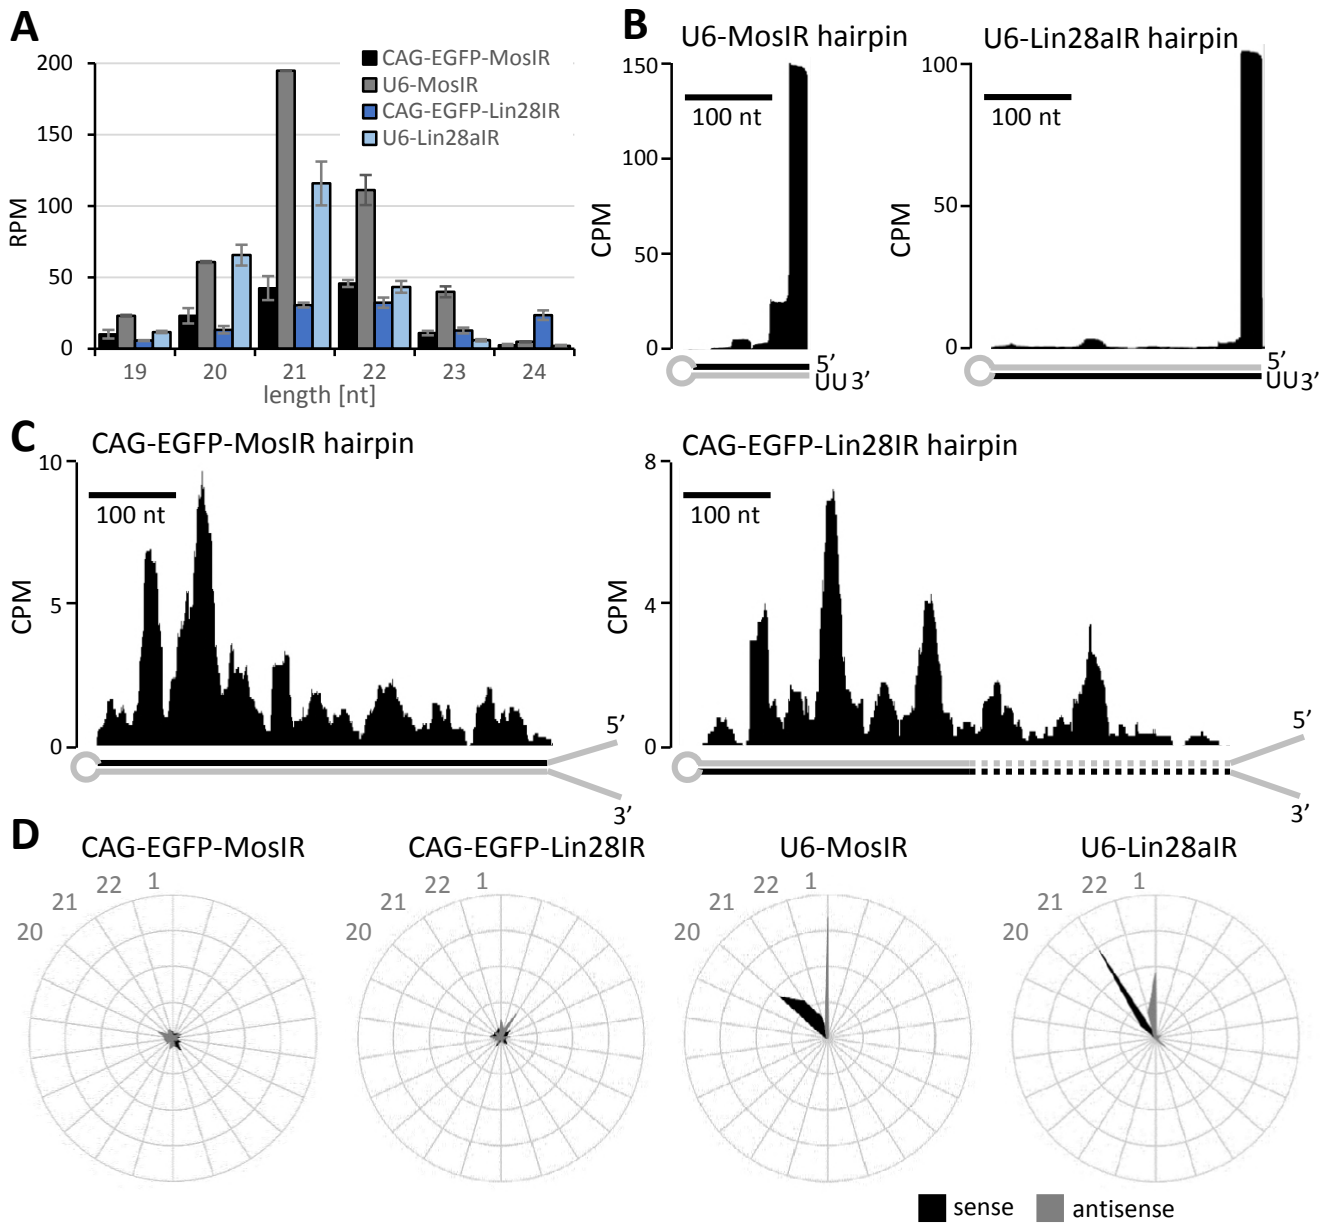 A
200
150
100
50
0
RPM
CAG-EGFP-MosIR
U6-MosIR
CAG-EGFP-Lin28IR
U6-Lin28aIR
19 20 21 22 23 24
length [nt]
B
U6-MosIR hairpin
150
100
50
0
CPM
100 nt
5’
UU3’
U6-Lin28aIR hairpin
100
50
0
CPM
100 nt
5’
UU3’
C
CAG-EGFP-MosIR hairpin
10
5
0
CPM
100 nt
5’
3’
CAG-EGFP-Lin28IR hairpin
8
4
0
CPM
100 nt
5’
3’
D
CAG-EGFP-MosIR
20 21 22 1
CAG-EGFP-Lin28IR
20 21 22 1
U6-MosIR
20 21 22 1
U6-Lin28aIR
20 21 22 1
sense
antisense